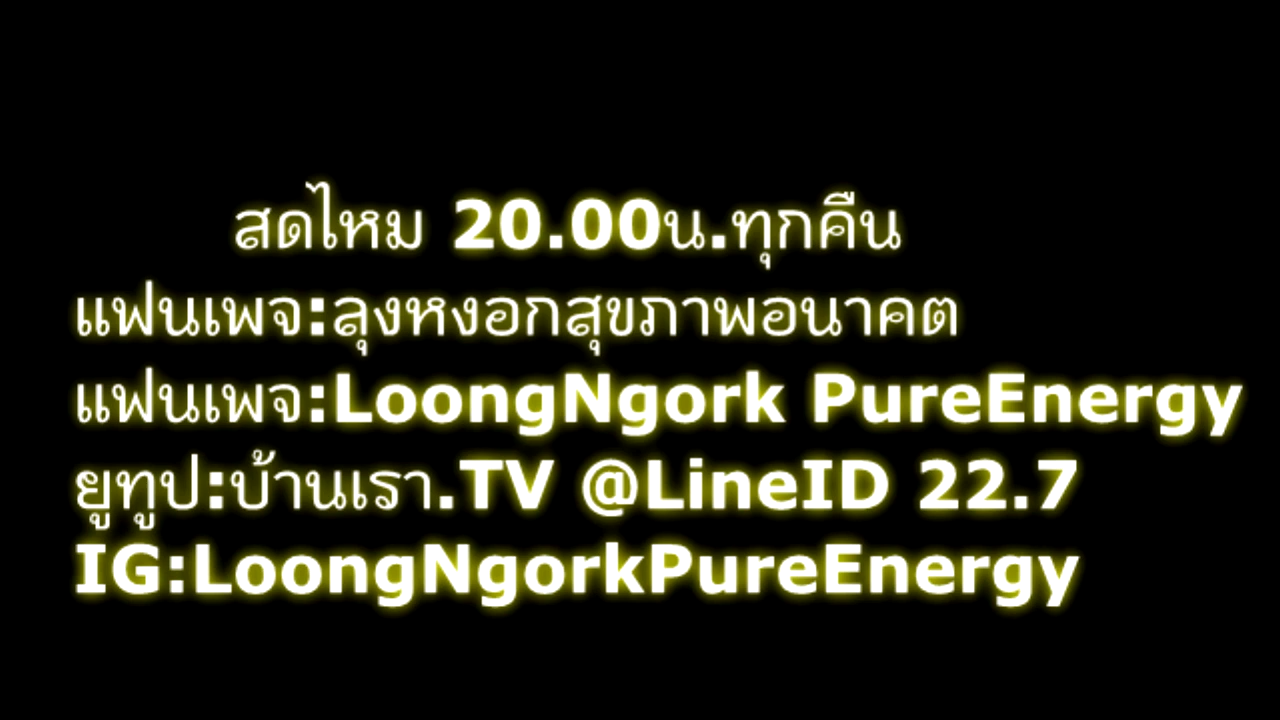 สดไหม 20.00น.ทุกคืน
แฟนเพจ:ลุงหงอกสุขภาพอนาคต
แฟนเพจ:LoongNgork PureEnergy
ยูทูป:บ้านเรา.TV @LineID 22.7
IG:LoongNgorkPureEnergy